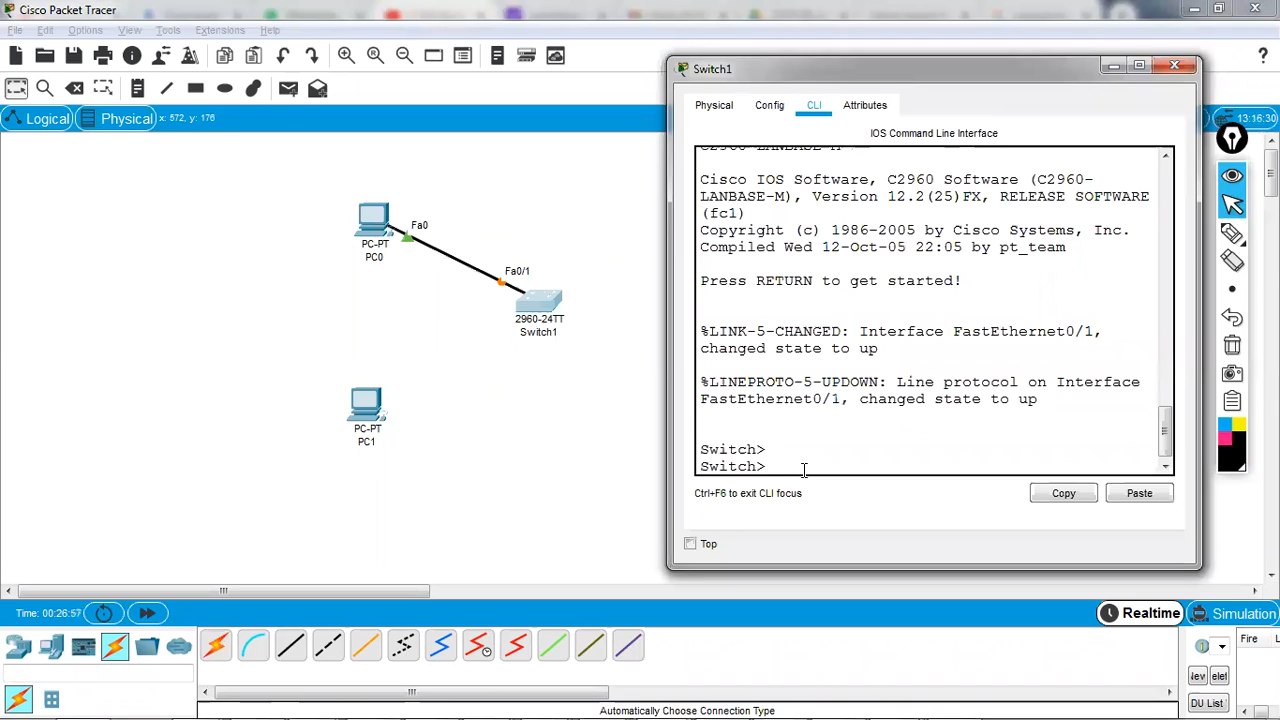 Cisco Packet Tracer
File Edit Options View Tools Extensions Help
Logical Physical x: 572, y: 176
13:16:30
Fa0
PC-PT
PC0
Fa0/1
2960-24TT
Switch1
PC-PT
PC1
Switch1
Physical Config CLI Attributes
IOS Command Line Interface
C2960-LANBASE-M
Cisco IOS Software, C2960 Software (C2960-
LANBASE-M), Version 12.2(25)FX, RELEASE SOFTWARE
(fc1)
Copyright (c) 1986-2005 by Cisco Systems, Inc.
Compiled Wed 12-Oct-05 22:05 by pt_team
Press RETURN to get started!
%LINK-5-CHANGED: Interface FastEthernet0/1,
changed state to up
%LINEPROTO-5-UPDOWN: Line protocol on Interface
FastEthernet0/1, changed state to up
Switch>
Switch>
Ctrl+F6 to exit CLI focus
Copy Paste
Top
Time: 00:26:57
Realtime Simulation
Fire
DU List
Automatically Choose Connection Type